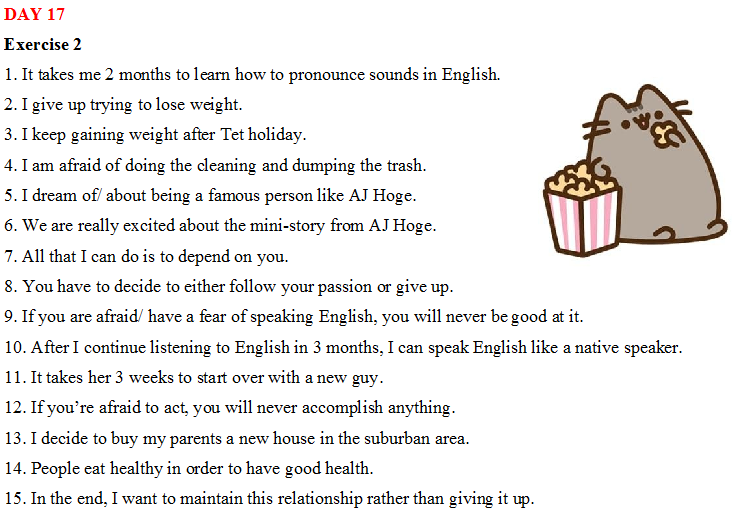 DAY 17
Exercise 2
1. It takes me 2 months to learn how to pronounce sounds in English.
2. I give up trying to lose weight.
3. I keep gaining weight after Tet holiday.
4. I am afraid of doing the cleaning and dumping the trash.
5. I dream of/ about being a famous person like AJ Hoge.
6. We are really excited about the mini-story from AJ Hoge.
7. All that I can do is to depend on you.
8. You have to decide to either follow your passion or give up.
9. If you are afraid/ have a fear of speaking English, you will never be good at it.
10. After I continue listening to English in 3 months, I can speak English like a native speaker.
11. It takes her 3 weeks to start over with a new guy.
12. If you’re afraid to act, you will never accomplish anything.
13. I decide to buy my parents a new house in the suburban area.
14. People eat healthy in order to have good health.
15. In the end, I want to maintain this relationship rather than giving it up.